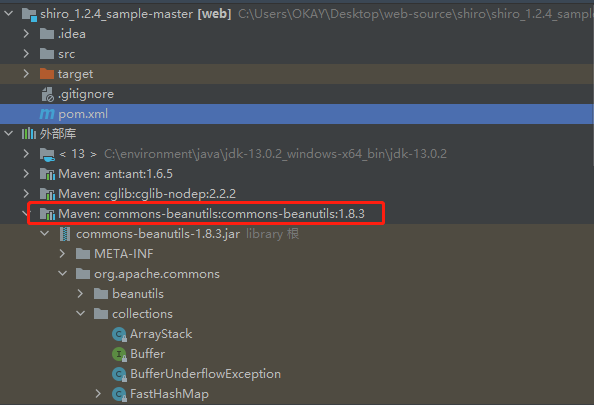 shiro_1.2.4_sample-master [web] C:\Users\OKAY\Desktop\web-source\shiro\shiro_1.2.4_samp
.idea
src
target
.gitignore
pom.xml
外部库
< 13 > C:\environment\java\jdk-13.0.2_windows-x64_bin\jdk-13.0.2
Maven: ant:ant:1.6.5
Maven: cglib:cglib-nodep:2.2.2
Maven: commons-beanutils:commons-beanutils:1.8.3
commons-beanutils-1.8.3.jar library 根
META-INF
org.apache.commons
beanutils
collections
ArrayStack
Buffer
BufferUnderflowException
FastHashMap